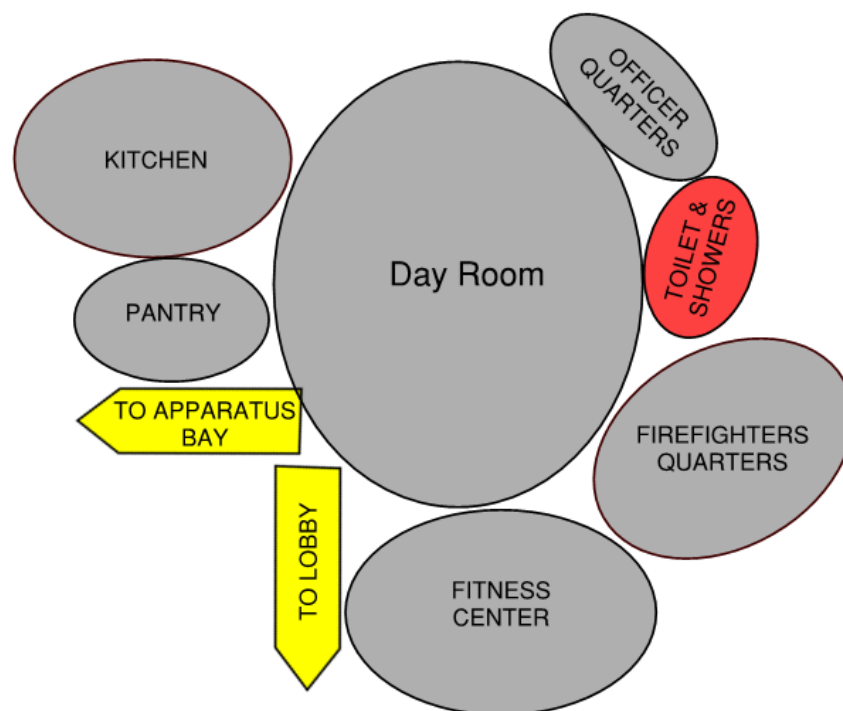 OFFICER
QUARTERS
KITCHEN
TOILET &
SHOWERS
Day Room
PANTRY
TO APPARATUS
BAY
FIREFIGHTERS
QUARTERS
TO LOBBY
FITNESS
CENTER